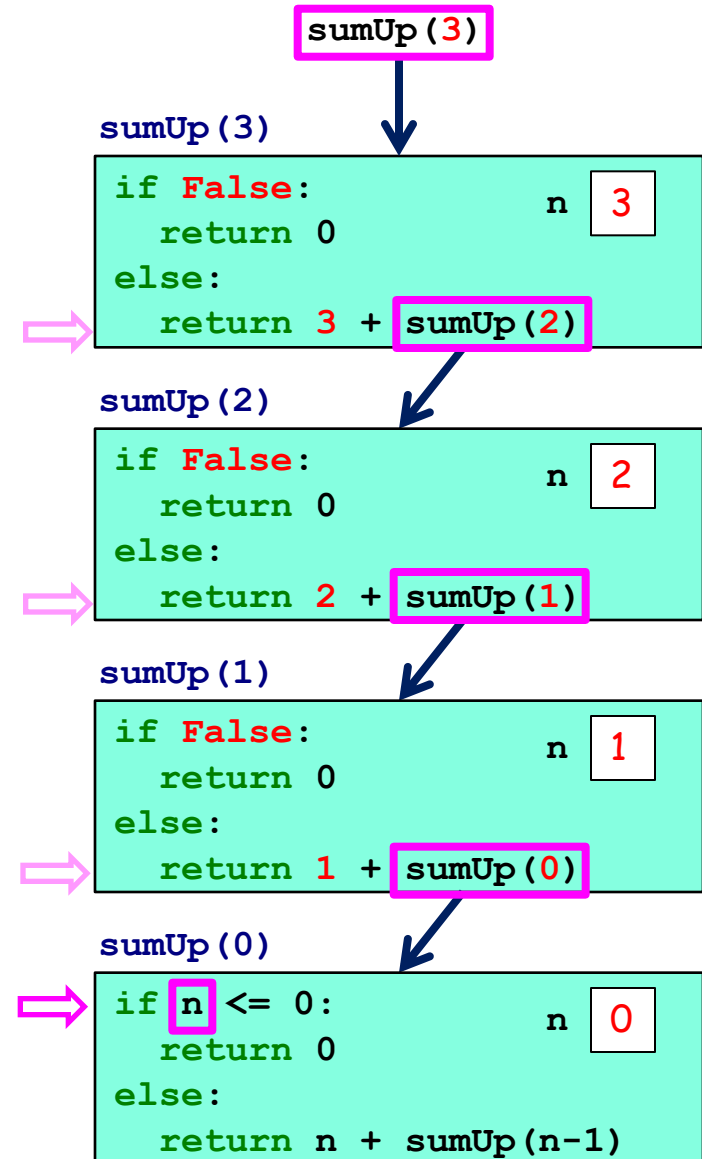 sumUp(3)
sumUp(3)
if False:
n 3
return 0
else:
return 3 + sumUp(2)
sumUp(2)
if False:
n 2
return 0
else:
return 2 + sumUp(1)
sumUp(1)
if False:
n 1
return 0
else:
return 1 + sumUp(0)
sumUp(0)
if n <= 0:
n 0
return 0
else:
return n + sumUp(n-1)